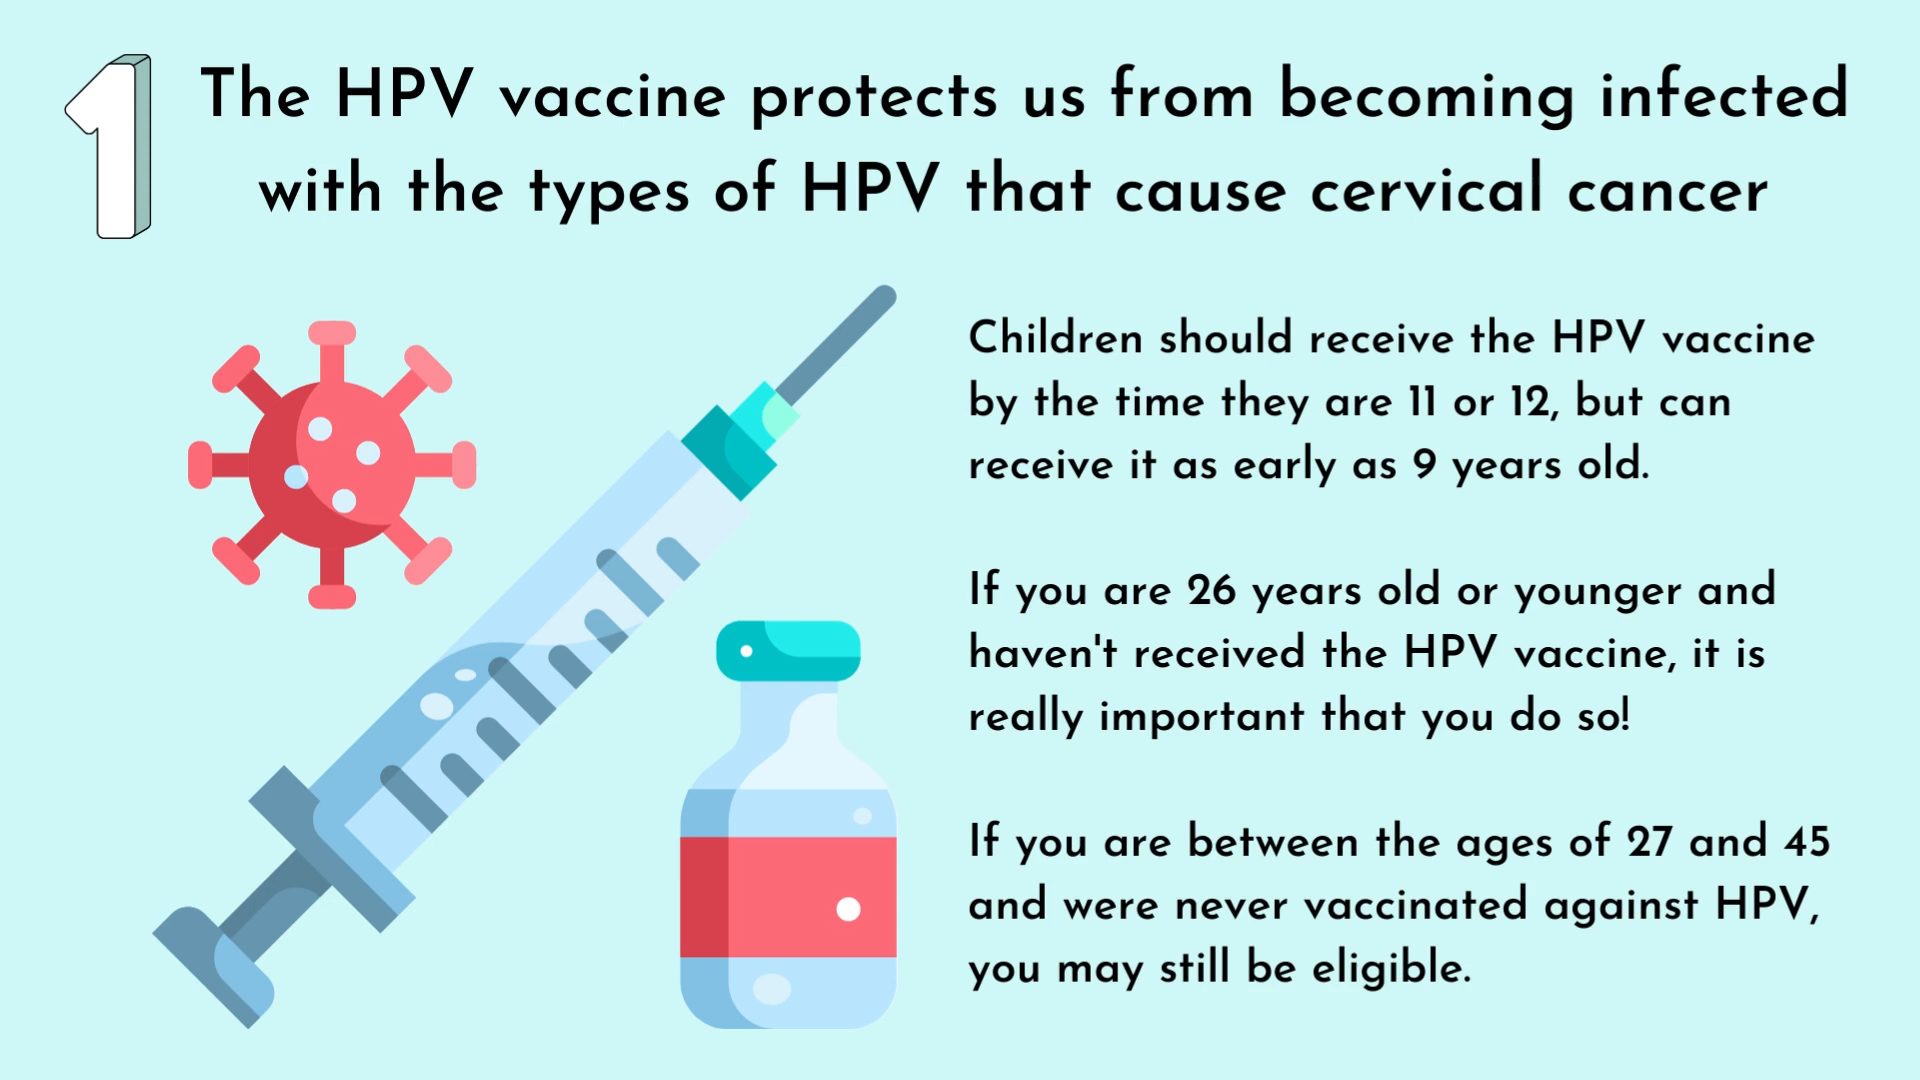 1
The HPV vaccine protects us from becoming infected
with the types of HPV that cause cervical cancer
Children should receive the HPV vaccine
by the time they are 11 or 12, but can
receive it as early as 9 years old.
If you are 26 years old or younger and
haven't received the HPV vaccine, it is
really important that you do so!
If you are between the ages of 27 and 45
and were never vaccinated against HPV,
you may still be eligible.